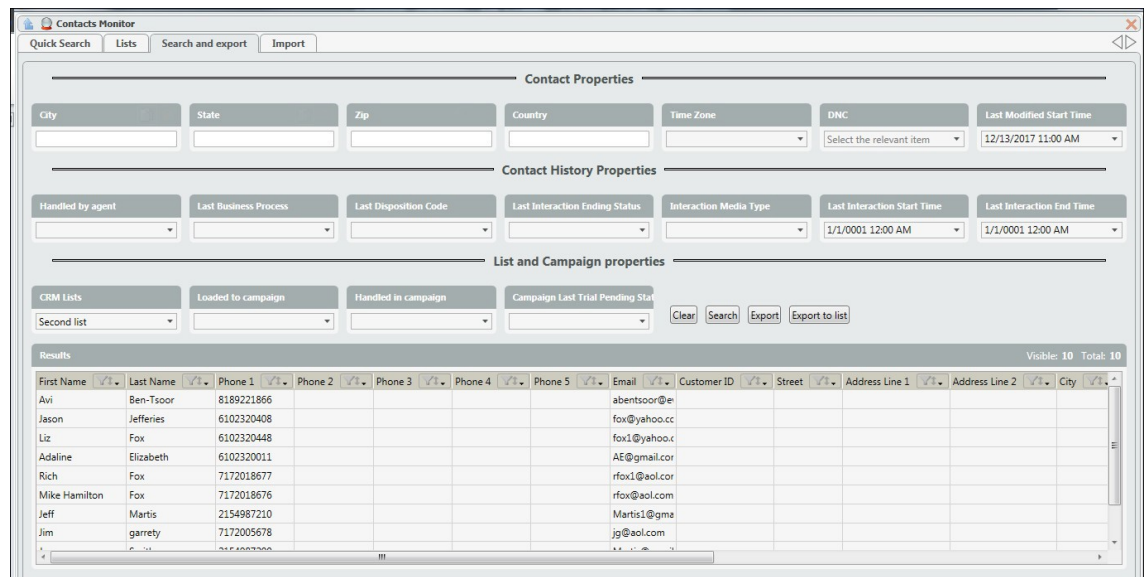 Contacts Monitor
Quick Search Lists Search and export Import
Contact Properties
City State Zip Country Time Zone DNC Last Modified Start Time
Select the relevant item 12/13/2017 11:00 AM
Contact History Properties
Handled by agent Last Business Process Last Disposition Code Last Interaction Ending Status Interaction Media Type Last Interaction Start Time Last Interaction End Time
1/1/0001 12:00 AM 1/1/0001 12:00 AM
List and Campaign properties
CRM Lists Loaded to campaign Handled in campaign Campaign Last Trial Pending Stat
Second list Clear Search Export Export to list
Results Visible: 10 Total: 10
First Name Last Name Phone 1 Phone 2 Phone 3 Phone 4 Phone 5 Email Customer ID Street Address Line 1 Address Line 2 City
Avi Ben-Tsoor 8189221866 abentsoor@e
Jason Jefferies 6102320408 fox@yahoo.cc
Liz Fox 6102320448 fox1@yahoo.c
Adaline Elizabeth 6102320011 AE@gmail.cor
Rich Fox 7172018677 rfox1@aol.cor
Mike Hamilton Fox 7172018676 rfox@aol.com
Jeff Martis 2154987210 Martis1@gma
Jim garrety 7172005678 jg@aol.com